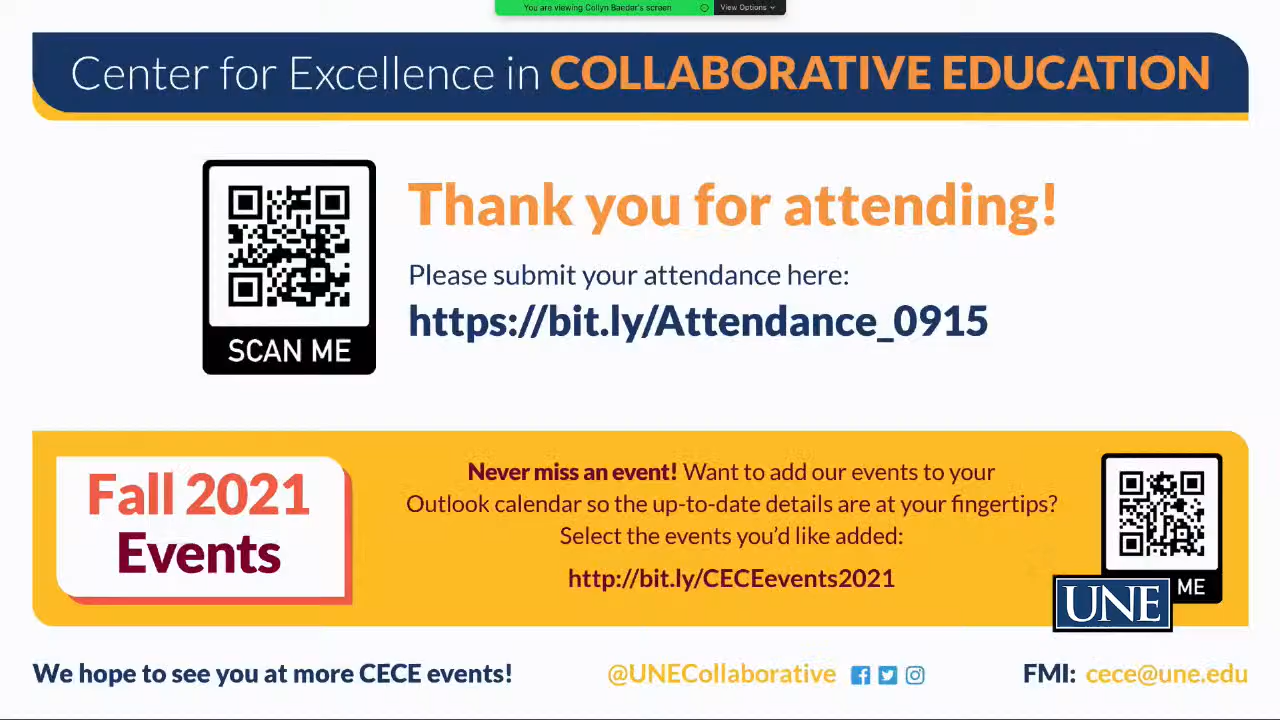 You are viewing Collyn Baeder's screen View Options
Center for Excellence in COLLABORATIVE EDUCATION
Thank you for attending!
Please submit your attendance here:
https://bit.ly/Attendance_0915
SCAN ME
Fall 2021
Events
Never miss an event! Want to add our events to your
Outlook calendar so the up-to-date details are at your fingertips?
Select the events you'd like added:
http://bit.ly/CECEevents2021
ME
UNE
We hope to see you at more CECE events!
@UNECollaborative
FMI: cece@une.edu